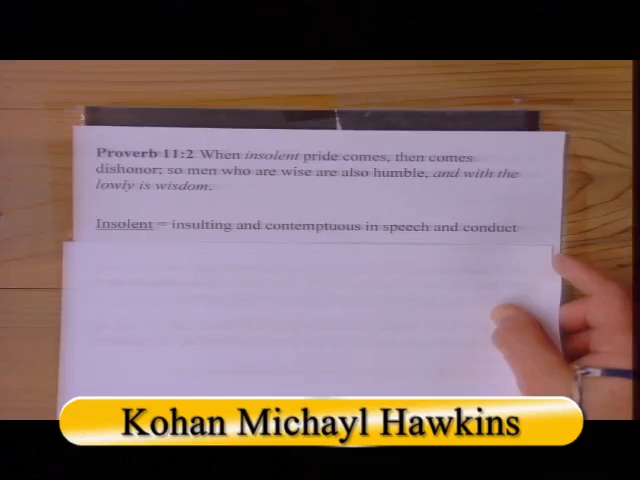 Proverb 11:2 When insolent pride comes, then comes
dishonor; so men who are wise are also humble, and with the
lowly is wisdom.
Insolent = insulting and contemptuous in speech and conduct
Kohan Michayl Hawkins